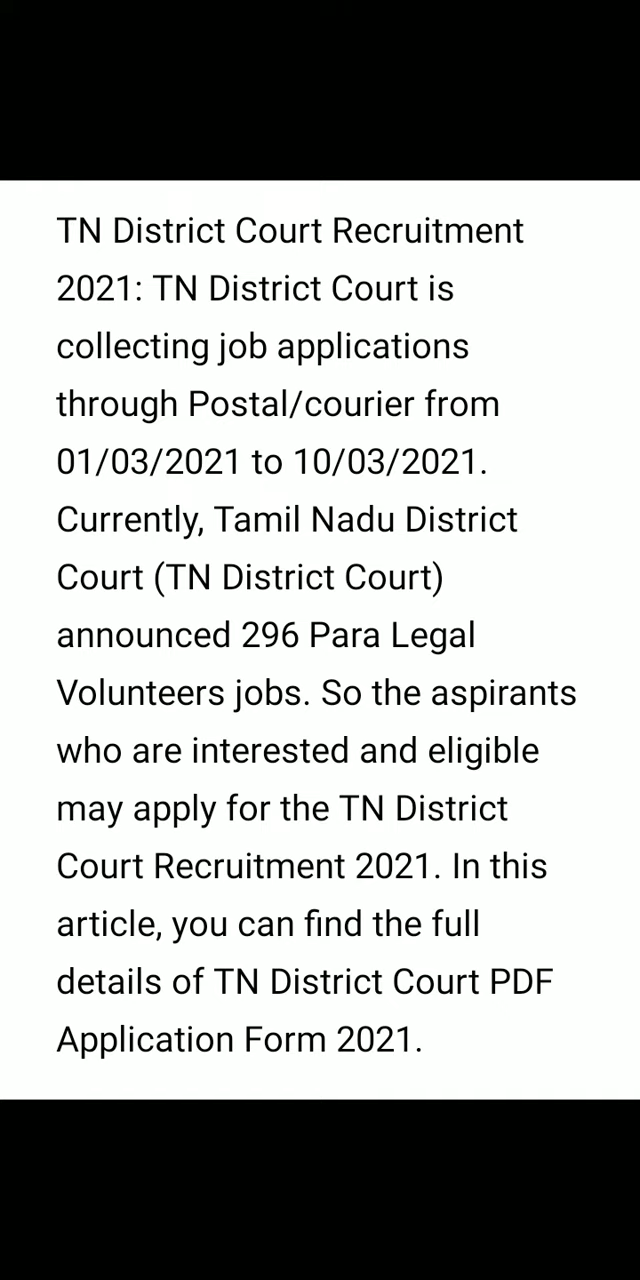 TN District Court Recruitment
2021: TN District Court is
collecting job applications
through Postal/courier from
01/03/2021 to 10/03/2021.
Currently, Tamil Nadu District
Court (TN District Court)
announced 296 Para Legal
Volunteers jobs. So the aspirants
who are interested and eligible
may apply for the TN District
Court Recruitment 2021. In this
article, you can find the full
details of TN District Court PDF
Application Form 2021.